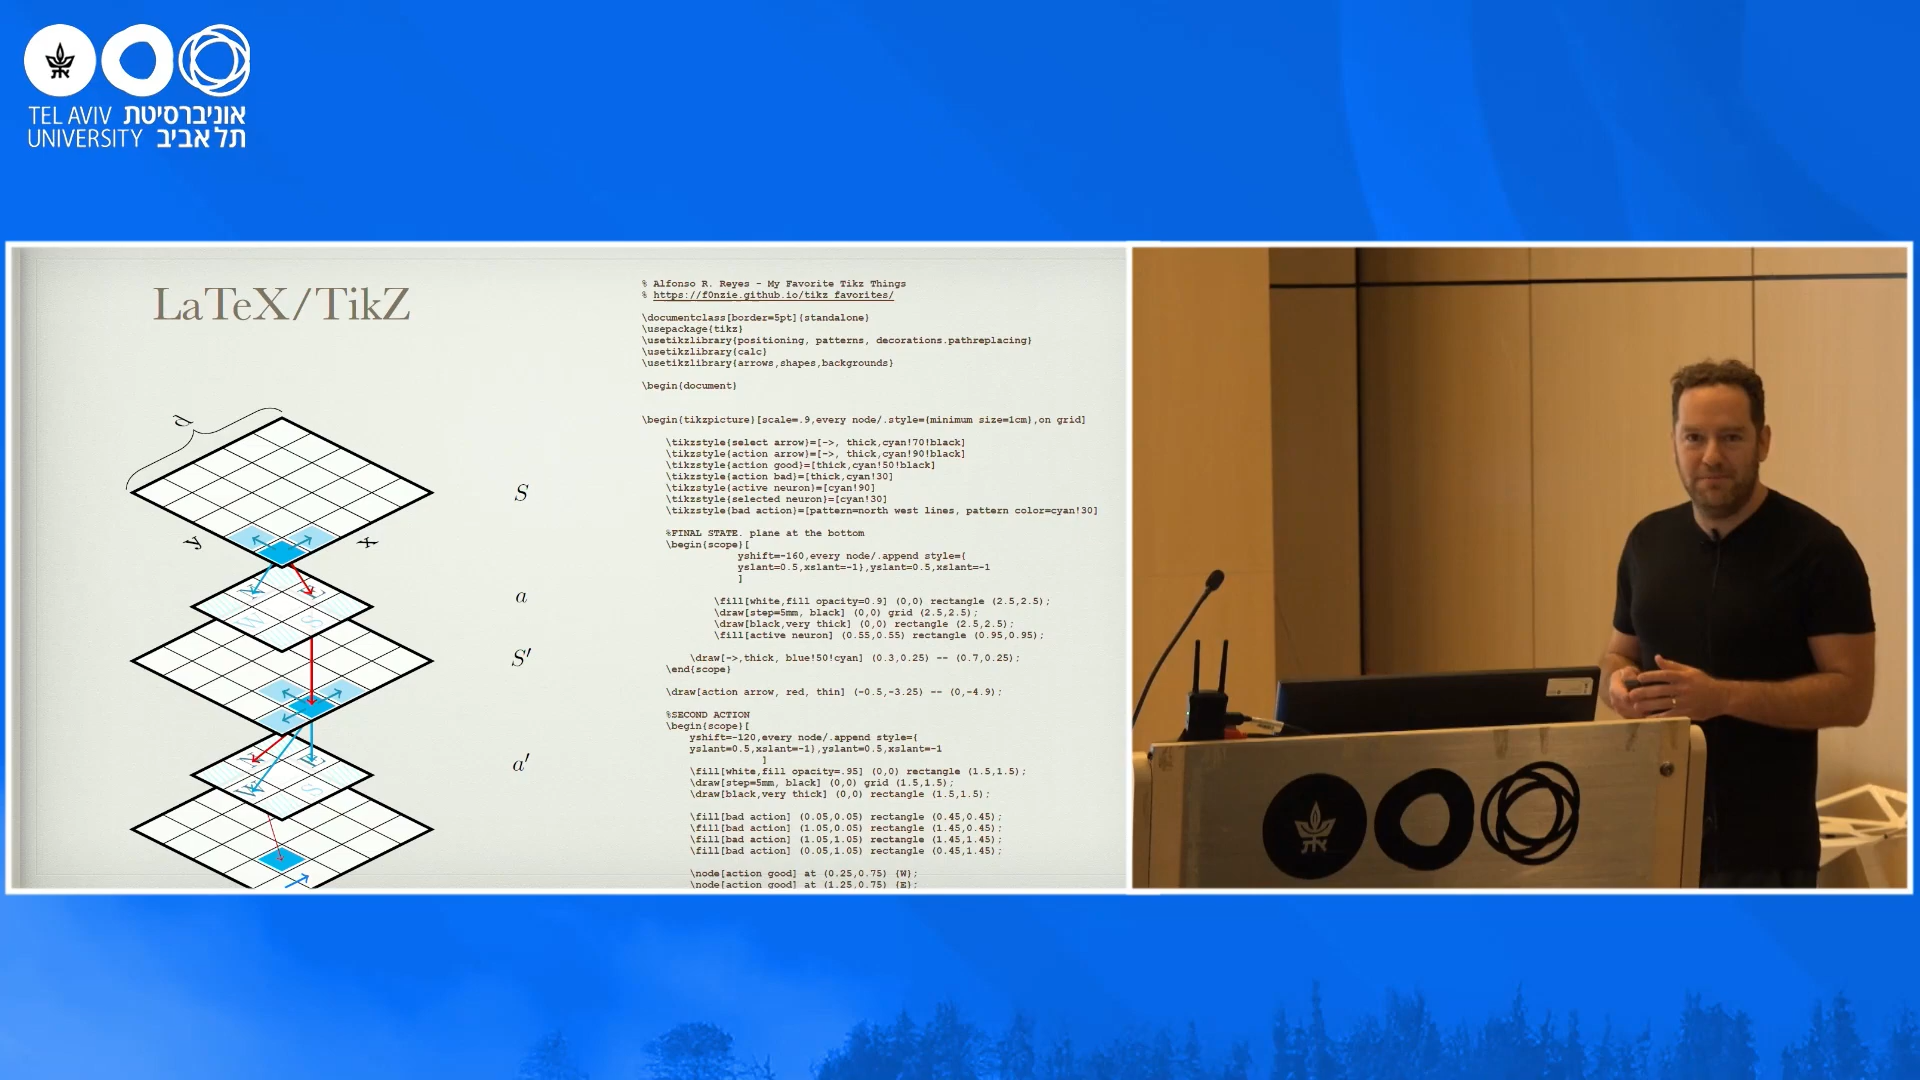 TEL AVIV אוניברסיטת
UNIVERSITY תל אביב
LaTeX/TikZ
d
y
x
N
E
W
S
N
E
W
S
S
a
S′
a′
% Alfonso R. Reyes - My Favorite Tikz Things
% https://f0nzie.github.io/tikz_favorites/
\documentclass[border=5pt]{standalone}
\usepackage{tikz}
\usetikzlibrary{positioning, patterns, decorations.pathreplacing}
\usetikzlibrary{calc}
\usetikzlibrary{arrows,shapes,backgrounds}
\begin{document}
\begin{tikzpicture}[scale=.9,every node/.style={minimum size=1cm},on grid]
\tikzstyle{select arrow}=[->, thick,cyan!70!black]
\tikzstyle{action arrow}=[->, thick,cyan!90!black]
\tikzstyle{action good}=[thick,cyan!50!black]
\tikzstyle{action bad}=[thick,cyan!30]
\tikzstyle{active neuron}=[cyan!90]
\tikzstyle{selected neuron}=[cyan!30]
\tikzstyle{bad action}=[pattern=north west lines, pattern color=cyan!30]
%FINAL STATE. plane at the bottom
\begin{scope}[
yshift=-160,every node/.append style={
yslant=0.5,xslant=-1},yslant=0.5,xslant=-1
]
\fill[white,fill opacity=0.9] (0,0) rectangle (2.5,2.5);
\draw[step=5mm, black] (0,0) grid (2.5,2.5);
\draw[black,very thick] (0,0) rectangle (2.5,2.5);
\fill[active neuron] (0.55,0.55) rectangle (0.95,0.95);
\draw[->,thick, blue!50!cyan] (0.3,0.25) -- (0.7,0.25);
\end{scope}
\draw[action arrow, red, thin] (-0.5,-3.25) -- (0,-4.9);
%SECOND ACTION
\begin{scope}[
yshift=-120,every node/.append style={
yslant=0.5,xslant=-1},yslant=0.5,xslant=-1
]
\fill[white,fill opacity=.95] (0,0) rectangle (1.5,1.5);
\draw[step=5mm, black] (0,0) grid (1.5,1.5);
\draw[black,very thick] (0,0) rectangle (1.5,1.5);
\fill[bad action] (0.05,0.05) rectangle (0.45,0.45);
\fill[bad action] (1.05,0.05) rectangle (1.45,0.45);
\fill[bad action] (1.05,1.05) rectangle (1.45,1.45);
\fill[bad action] (0.05,1.05) rectangle (0.45,1.45);
\node[action good] at (0.25,0.75) {W};
\node[action good] at (1.25,0.75) {E};